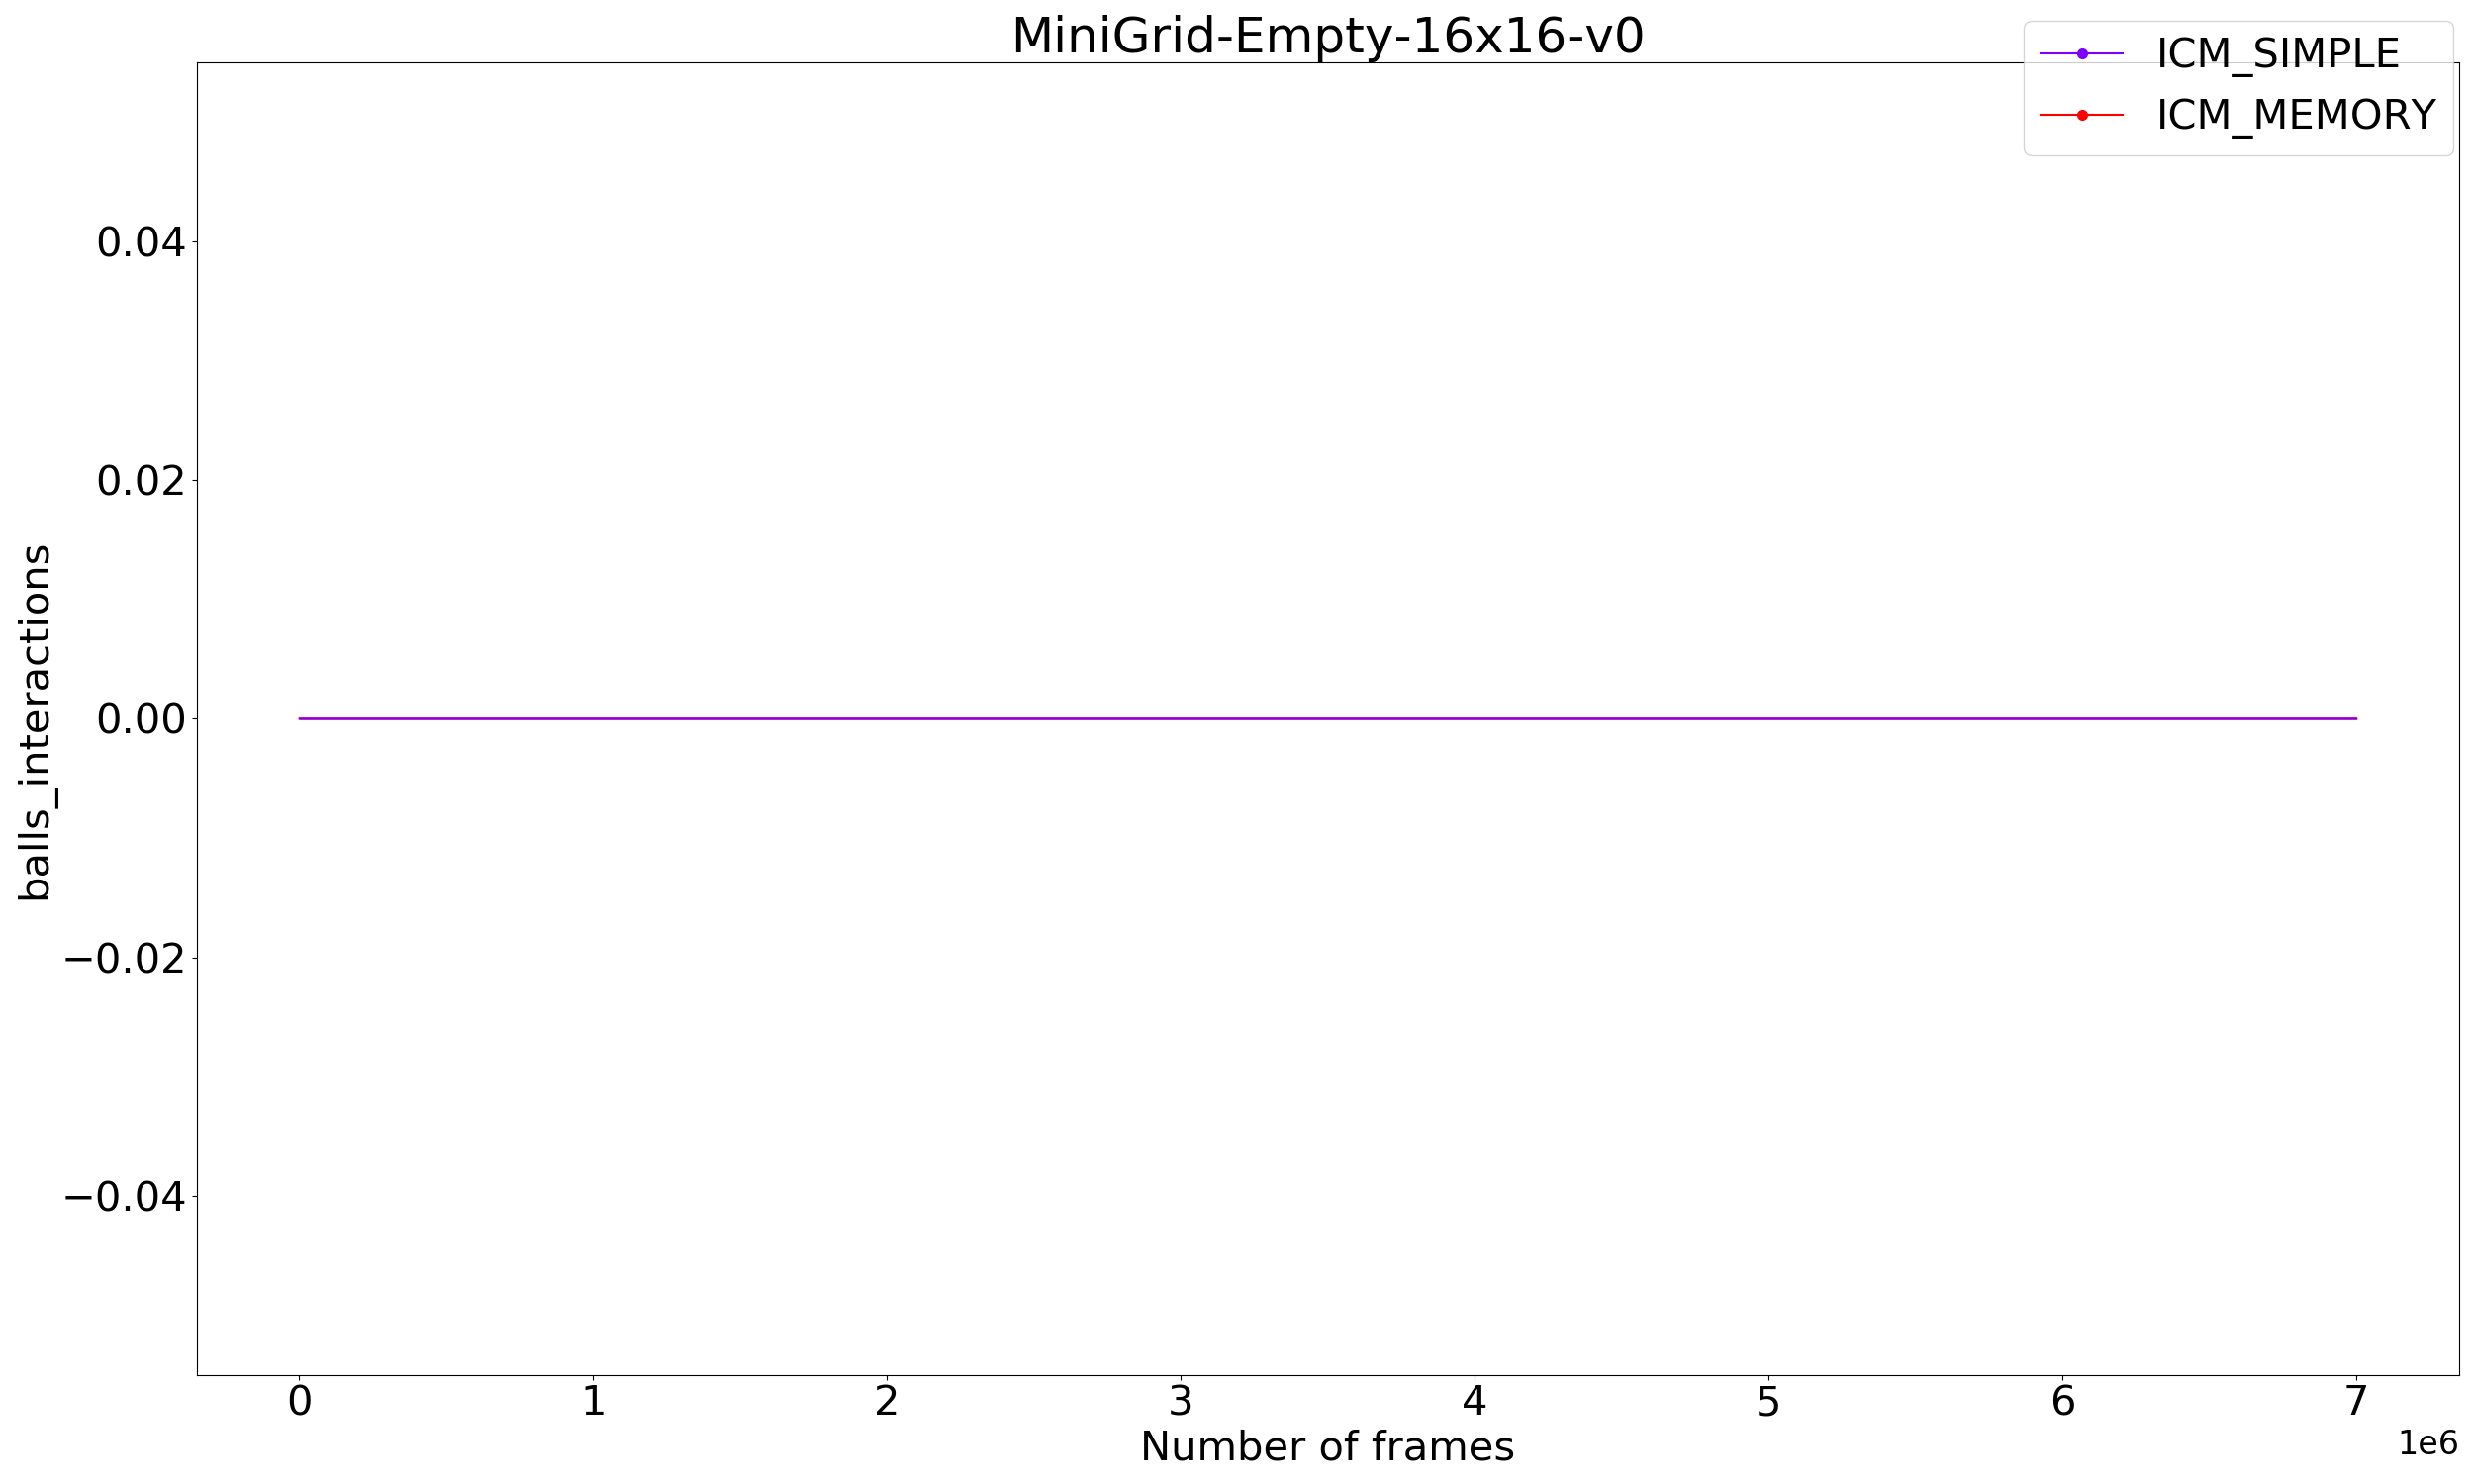 MiniGrid-Empty-16x16-v0
ICM_SIMPLE
ICM_MEMORY
0.04
0.02
0.00
−0.02
−0.04
balls_interactions
0 1 2 3 4 5 6 7
1e6
Number of frames